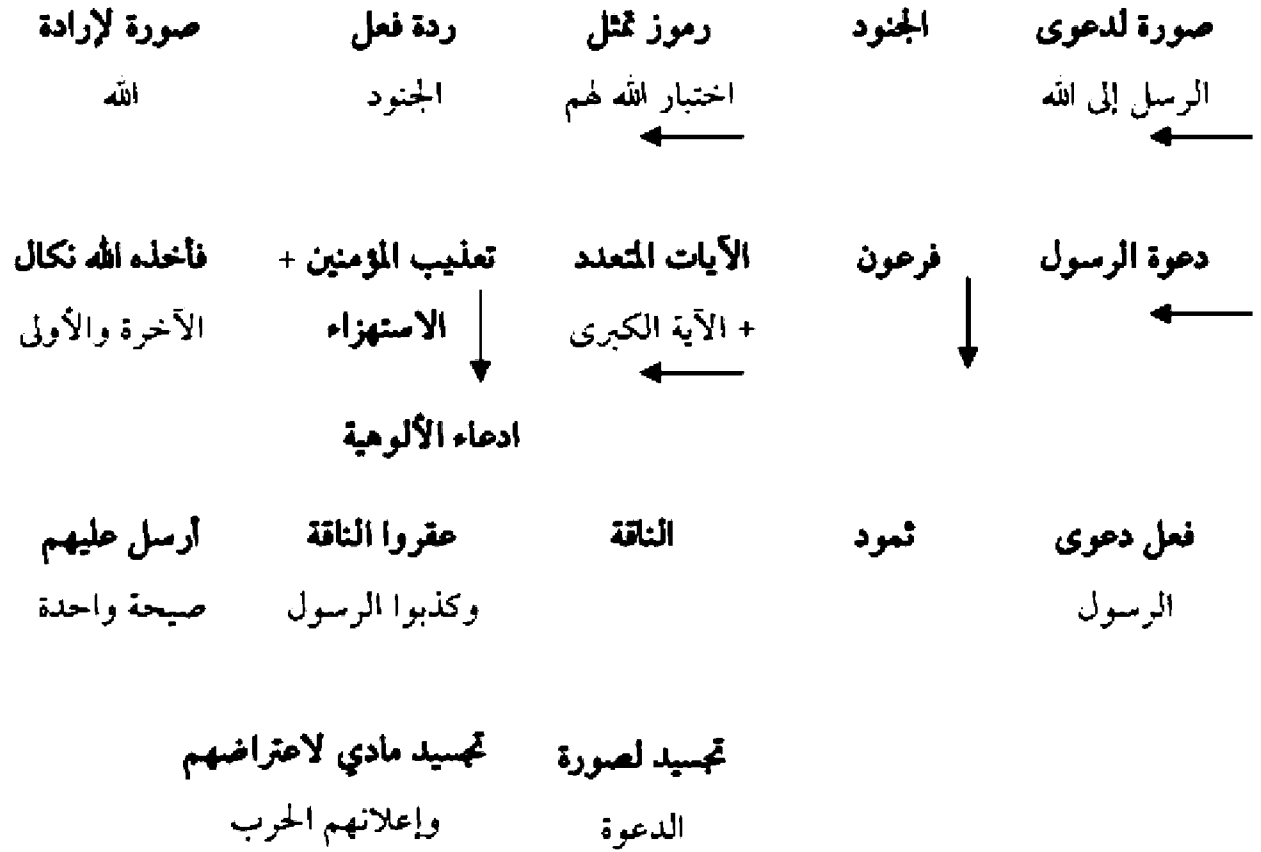 صورة لدعوى الجنود رموز تمثل ردة فعل صورة لإرادة
الرسل إلى الله اختبار الله لهم الجنود الله
دعوة الرسول فرعون الآيات المتعدد تعذيب المؤمنين + فأخذه الله نكال
+ الآية الكبرى الاستهزاء الآخرة والأولى
ادعاء الألوهية
فعل دعوى ثمود الناقة عقروا الناقة أرسل عليهم
الرسول وكذبوا الرسول صيحة واحدة
تجسيد لصورة تجسيد مادي لاعتراضهم
الدعوة وإعلانهم الحرب